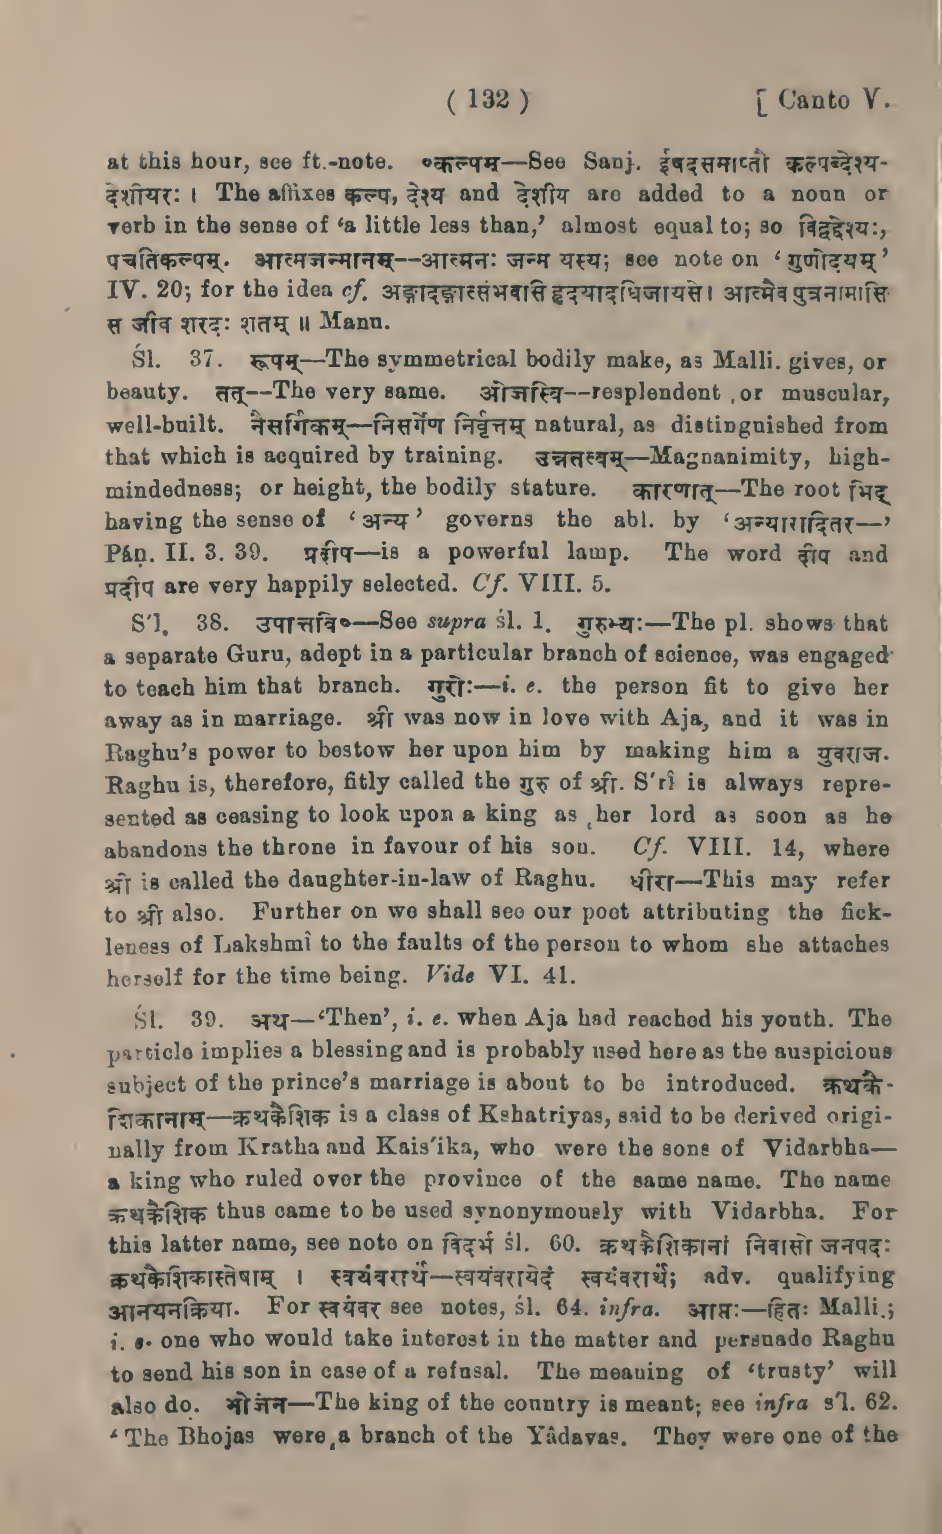 ( 132 ) [ Canto V.
at this hour, see ft.-note. ॰कल्पम्—See Sanj. ईषदसमाप्तौ कल्पब्देश्य-
देशीयरः । The affixes कल्प, देश्य and देशीय are added to a noun or
verb in the sense of ‘a little less than,’ almost equal to; so विद्वद्देश्यः,
पचतिकल्पम्. आत्मजन्मानम्--आत्मनः जन्म यस्य; see note on ‘गुणोदयम्’
IV. 20; for the idea cf. अङ्गादङ्गात्संभवासि हृदयादधिजायसे। आत्मैव पुत्रनामासि
स जीव शरदः शतम् ॥ Manu.
Śl. 37. रूपम्—The symmetrical bodily make, as Malli. gives, or
beauty. तत्--The very same. ओजस्वि--resplendent , or muscular,
well-built. नैसर्गिकम्—निसर्गेण निर्वृत्तम् natural, as distinguished from
that which is acquired by training. उन्नतत्वम्—Magnanimity, high-
mindedness; or height, the bodily stature. कारणात्—The root भिद्
having the sense of ‘अन्य’ governs the abl. by ‘अन्यारादितर—’
Pán. II. 3. 39. प्रदीप—is a powerful lamp. The word दीप and
प्रदीप are very happily selected. Cf. VIII. 5.
S'l. 38. उपात्तवि॰—See supra śl. 1. गुरुभ्यः—The pl. shows that
a separate Guru, adept in a particular branch of science, was engaged
to teach him that branch. गुरोः—i. e. the person fit to give her
away as in marriage. श्री was now in love with Aja, and it was in
Raghu’s power to bestow her upon him by making him a युवराज.
Raghu is, therefore, fitly called the गुरु of श्री. S'rî is always repre-
sented as ceasing to look upon a king as her lord as soon as he
abandons the throne in favour of his son. Cf. VIII. 14, where
श्री is called the daughter-in-law of Raghu. धीरा—This may refer
to श्री also. Further on we shall see our poet attributing the fick-
leness of Lakshmî to the faults of the person to whom she attaches
herself for the time being. Vide VI. 41.
Śl. 39. अथ—‘Then’, i. e. when Aja had reached his youth. The
particle implies a blessing and is probably used here as the auspicious
subject of the prince’s marriage is about to be introduced. क्रथकै-
शिकानाम्—क्रथकैशिक is a class of Kshatriyas, said to be derived origi-
nally from Kratha and Kais'ika, who were the sons of Vidarbha—
a king who ruled over the province of the same name. The name
क्रथकैशिक thus came to be used synonymously with Vidarbha. For
this latter name, see note on विदर्भ śl. 60. क्रथकैशिकानां निवासो जनपदः
क्रथकैशिकास्तेषाम् । स्वयंवरार्थं—स्वयंवरायेदं स्वयंवरार्थं; adv. qualifying
आनयनक्रिया. For स्वयंवर see notes, śl. 64. infra. आप्तः—हितः Malli.;
i. e. one who would take interest in the matter and persuade Raghu
to send his son in case of a refusal. The meaning of ‘trusty’ will
also do. भोजेन—The king of the country is meant; see infra s'l. 62.
‘The Bhojas were a branch of the Yâdavas. They were one of the